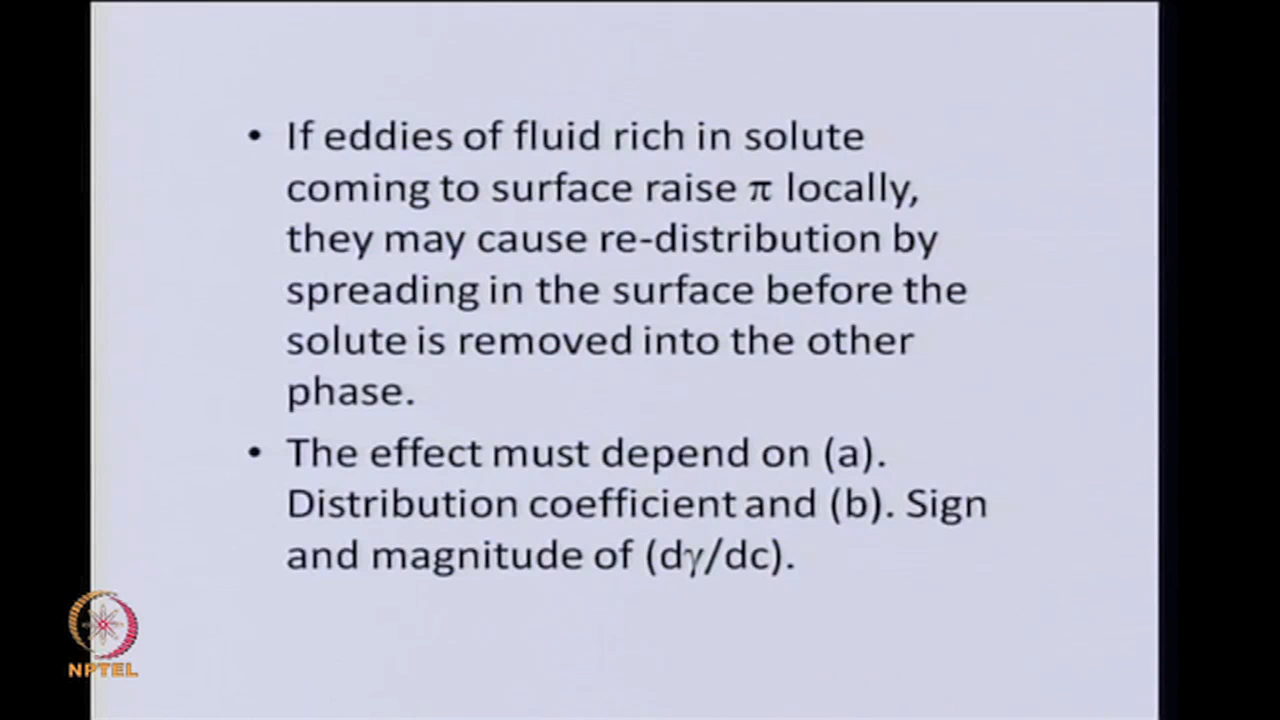 • If eddies of fluid rich in solute
coming to surface raise π locally,
they may cause re-distribution by
spreading in the surface before the
solute is removed into the other
phase.
• The effect must depend on (a).
Distribution coefficient and (b). Sign
and magnitude of (dγ/dc).
NPTEL